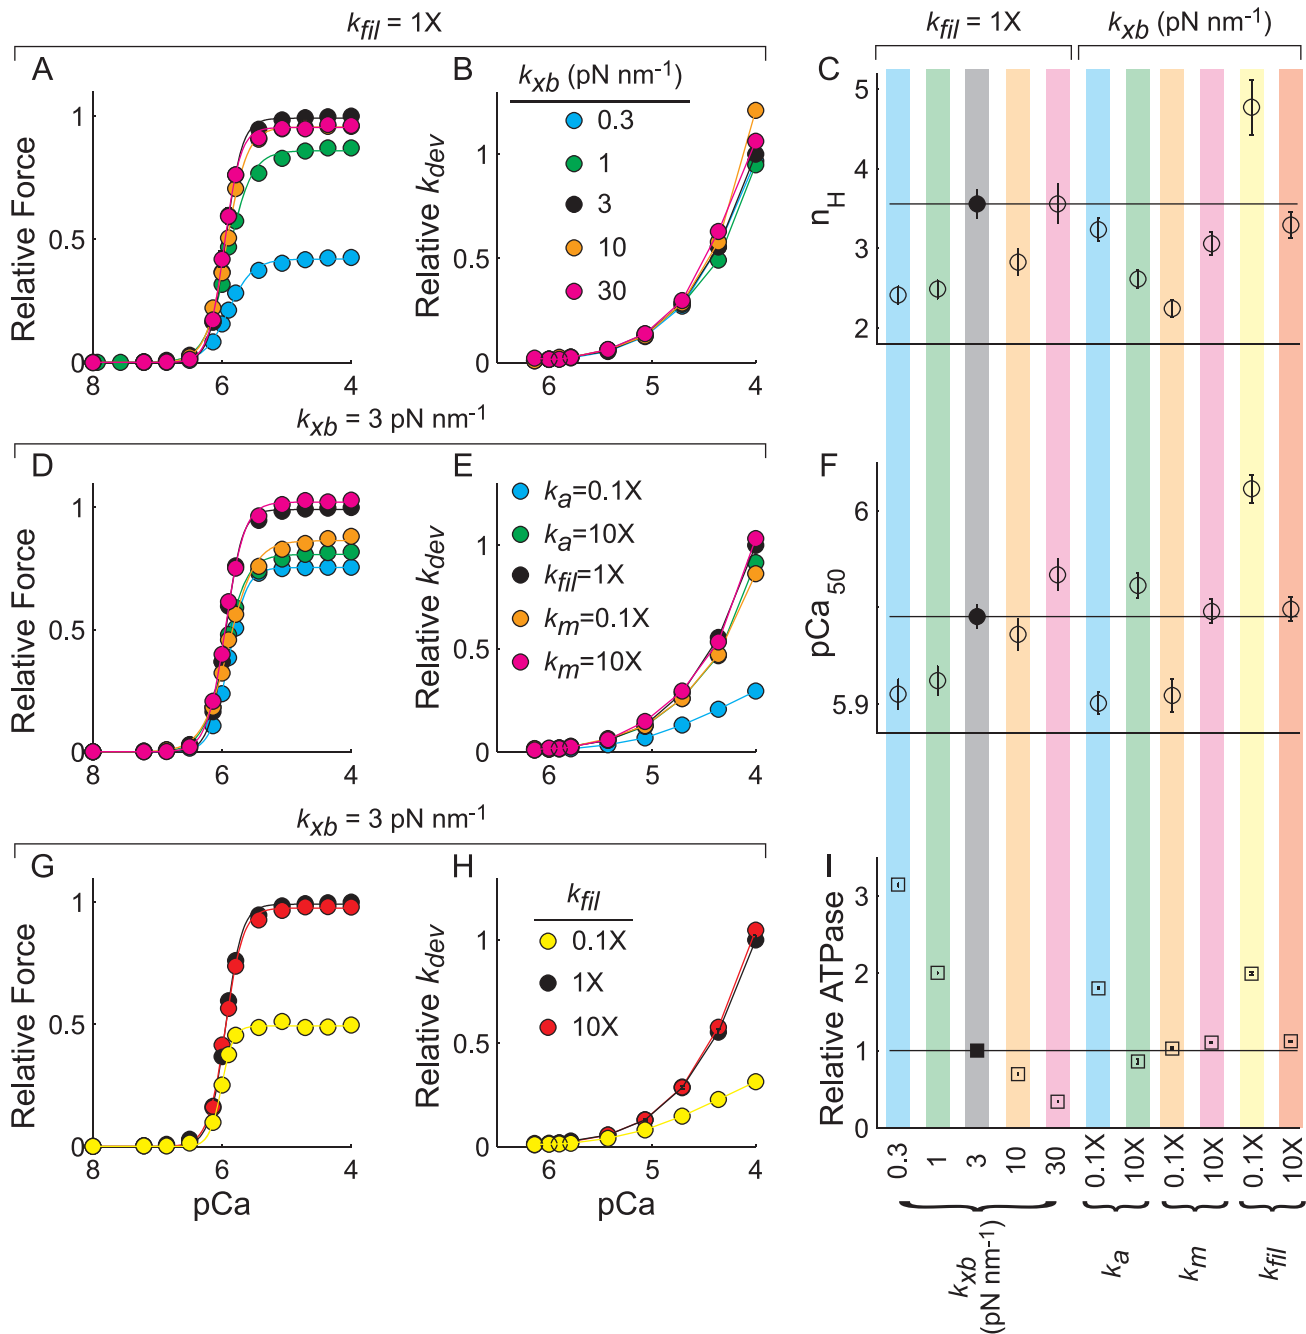 k_fil = 1X
A
Relative Force
1
0.5
0
8
6
4
B
k_xb (pN nm⁻¹)
0.3
1
3
10
30
Relative k_dev
1
0.5
0
6
5
4
k_fil = 1X
k_xb (pN nm⁻¹)
C
n_H
5
4
3
2
k_xb = 3 pN nm⁻¹
D
Relative Force
1
0.5
0
8
6
4
E
k_a=0.1X
k_a=10X
k_fil=1X
k_m=0.1X
k_m=10X
Relative k_dev
1
0.5
0
6
5
4
F
pCa₅₀
6
5.9
k_xb = 3 pN nm⁻¹
G
Relative Force
1
0.5
0
8
6
4
pCa
H
k_fil
0.1X
1X
10X
Relative k_dev
1
0.5
0
6
5
4
pCa
I
Relative ATPase
3
2
1
0
0.3
1
3
10
30
0.1X
10X
0.1X
10X
0.1X
10X
k_xb
(pN nm⁻¹)
k_a
k_m
k_fil